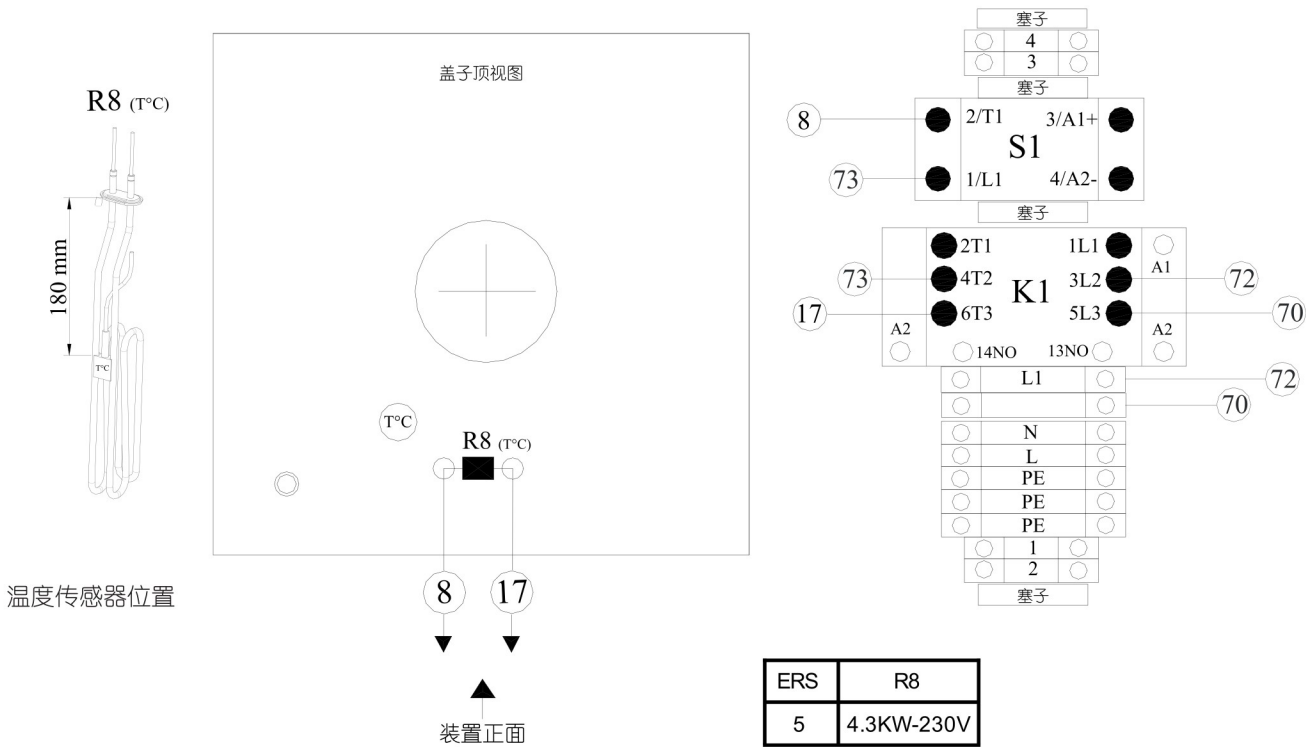 R8 (T°C)
180 mm
T°C
温度传感器位置
盖子顶视图
T°C
R8 (T°C)
8 17
装置正面
塞子
4
3
塞子
8 2/T1 3/A1+
S1
73 1/L1 4/A2-
塞子
2T1 1L1
A1
73 4T2 K1 3L2 72
17 6T3 5L3 70
A2 A2
14NO 13NO
L1 72
70
N
L
PE
PE
PE
1
2
塞子
ERS R8
5 4.3KW-230V